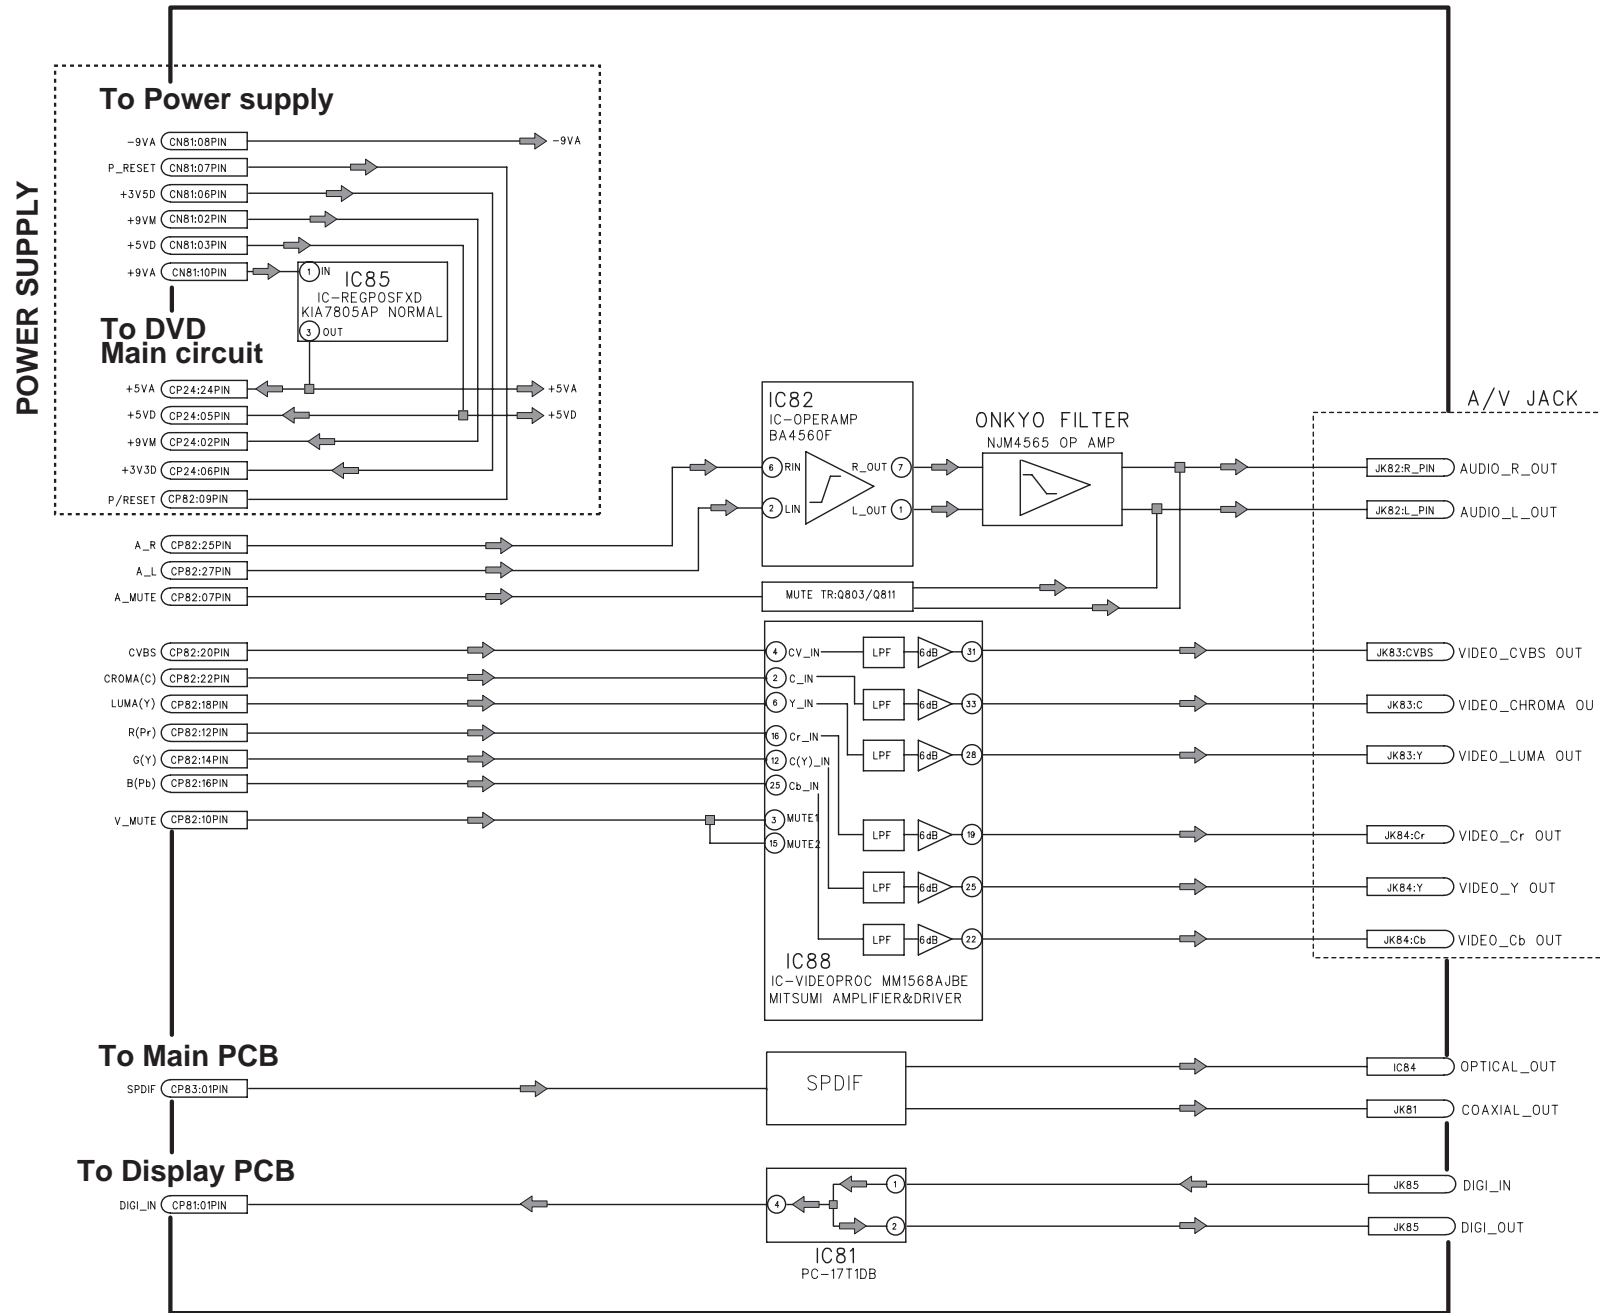 POWER SUPPLY
To Power supply
-9VA CN81:08PIN -9VA
P_RESET CN81:07PIN
+3V5D CN81:06PIN
+9VM CN81:02PIN
+5VD CN81:03PIN
+9VA CN81:10PIN 1 IN
IC85
IC-REGPOSFXD
KIA7805AP NORMAL
3 OUT
To DVD
Main circuit
+5VA CP24:24PIN +5VA
+5VD CP24:05PIN +5VD
+9VM CP24:02PIN
+3V3D CP24:06PIN
P/RESET CP82:09PIN
A_R CP82:25PIN
A_L CP82:27PIN
A_MUTE CP82:07PIN
IC82
IC-OPERAMP
BA4560F
6 RIN R_OUT 7
2 LIN L_OUT 1
ONKYO FILTER
NJM4565 OP AMP
MUTE TR:Q803/Q811
A/V JACK
JK82:R_PIN AUDIO_R_OUT
JK82:L_PIN AUDIO_L_OUT
CVBS CP82:20PIN
CROMA(C) CP82:22PIN
LUMA(Y) CP82:18PIN
R(Pr) CP82:12PIN
G(Y) CP82:14PIN
B(Pb) CP82:16PIN
V_MUTE CP82:10PIN
4 CV_IN
2 C_IN
6 Y_IN
16 Cr_IN
12 C(Y)_IN
25 Cb_IN
3 MUTE1
15 MUTE2
LPF 6dB 31
LPF 6dB 33
LPF 6dB 28
LPF 6dB 19
LPF 6dB 25
LPF 6dB 22
IC88
IC-VIDEOPROC MM1568AJBE
MITSUMI AMPLIFIER&DRIVER
JK83:CVBS VIDEO_CVBS OUT
JK83:C VIDEO_CHROMA OU
JK83:Y VIDEO_LUMA OUT
JK84:Cr VIDEO_Cr OUT
JK84:Y VIDEO_Y OUT
JK84:Cb VIDEO_Cb OUT
To Main PCB
SPDIF CP83:01PIN
SPDIF
IC84 OPTICAL_OUT
JK81 COAXIAL_OUT
To Display PCB
DIGI_IN CP81:01PIN
4 1
2
IC81
PC-17T1DB
JK85 DIGI_IN
JK85 DIGI_OUT